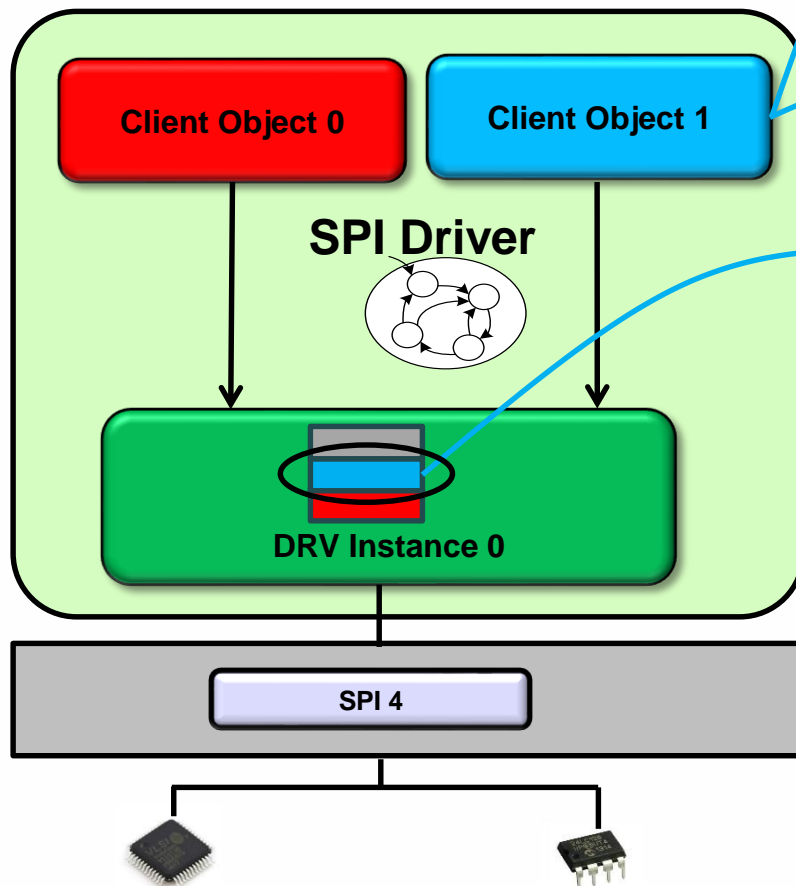 Client Object 0
Client Object 1
SPI Driver
DRV Instance 0
SPI 4